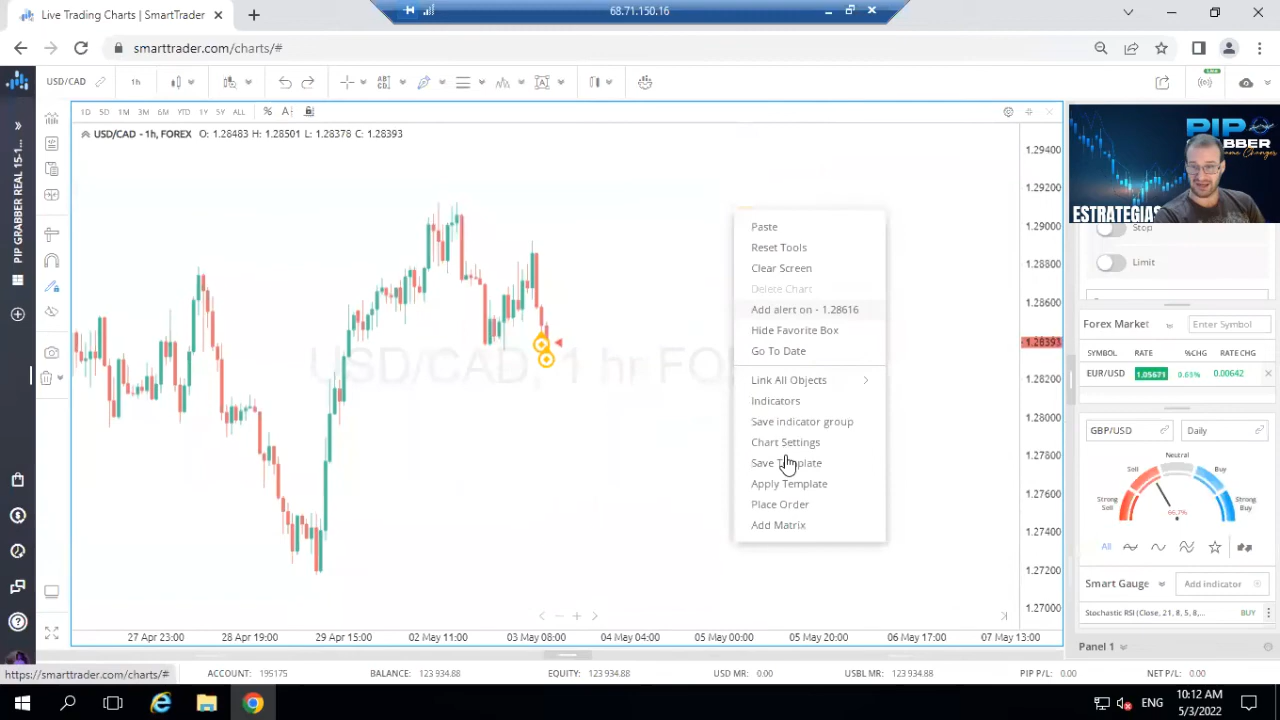 Live Trading Charts | SmartTrader
68.71.150.16
smarttrader.com/charts/#
USD/CAD
1h
ABC
LIVE
PIP GRABBER REAL 15-1
1D 5D 1M 3M 6M YTD 1Y 5Y ALL
%
USD/CAD - 1h, FOREX O: 1.28483 H: 1.28501 L: 1.28378 C: 1.28393
USD/CAD - 1 hr FO
Paste
Reset Tools
Clear Screen
Delete Chart
Add alert on - 1.28616
Hide Favorite Box
Go To Date
Link All Objects
Indicators
Save indicator group
Chart Settings
Save Template
Apply Template
Place Order
Add Matrix
1.29400
1.29200
1.29000
1.28800
1.28600
1.28393
1.28200
1.28000
1.27800
1.27600
1.27400
1.27200
1.27000
27 Apr 23:00 28 Apr 19:00 29 Apr 15:00 02 May 11:00 03 May 08:00 04 May 04:00 05 May 00:00 05 May 20:00 06 May 17:00 07 May 13:00
PIP
BBER
ESTRATEGIAS
Stop
Limit
Forex Market
Enter Symbol
SYMBOL RATE %CHG RATE CHG
EUR/USD 1.05671 0.63% 0.00642
GBP/USD
Daily
Neutral
Sell
Buy
Strong Sell
Strong Buy
66.7%
All
Smart Gauge
Add indicator
Stochastic RSI (Close, 21, 8, 5, 8,... BUY
Panel 1
https://smarttrader.com/charts/#
ACCOUNT: 195175 BALANCE: 123 934.88 EQUITY: 123 934.88 USD MR: 0.00 USBL MR: 123 934.88 PIP P/L: 0.00 NET P/L: 0.00
ENG
10:12 AM
5/3/2022